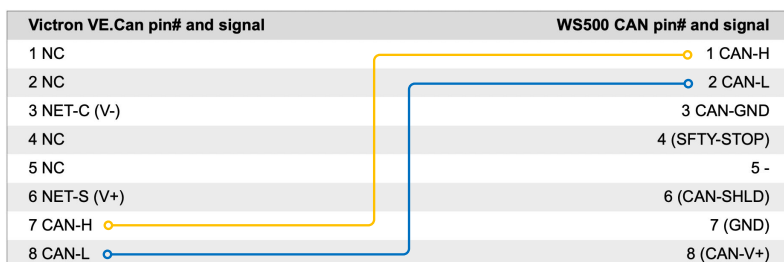 Victron VE.Can pin# and signal WS500 CAN pin# and signal
1 NC 1 CAN-H
2 NC 2 CAN-L
3 NET-C (V-) 3 CAN-GND
4 NC 4 (SFTY-STOP)
5 NC 5 -
6 NET-S (V+) 6 (CAN-SHLD)
7 CAN-H 7 (GND)
8 CAN-L 8 (CAN-V+)